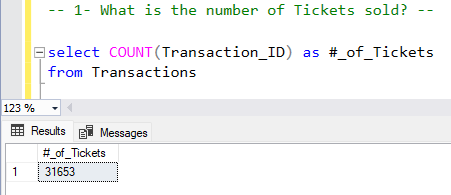 -- 1- What is the number of Tickets sold? --
select COUNT(Transaction_ID) as #_of_Tickets
from Transactions
123 %
Results Messages
#_of_Tickets
1 31653